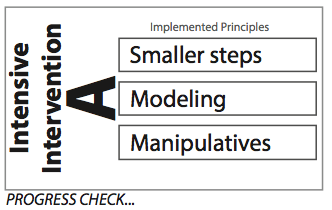 Intensive
Intervention
A
Implemented Principles
Smaller steps
Modeling
Manipulatives
PROGRESS CHECK...